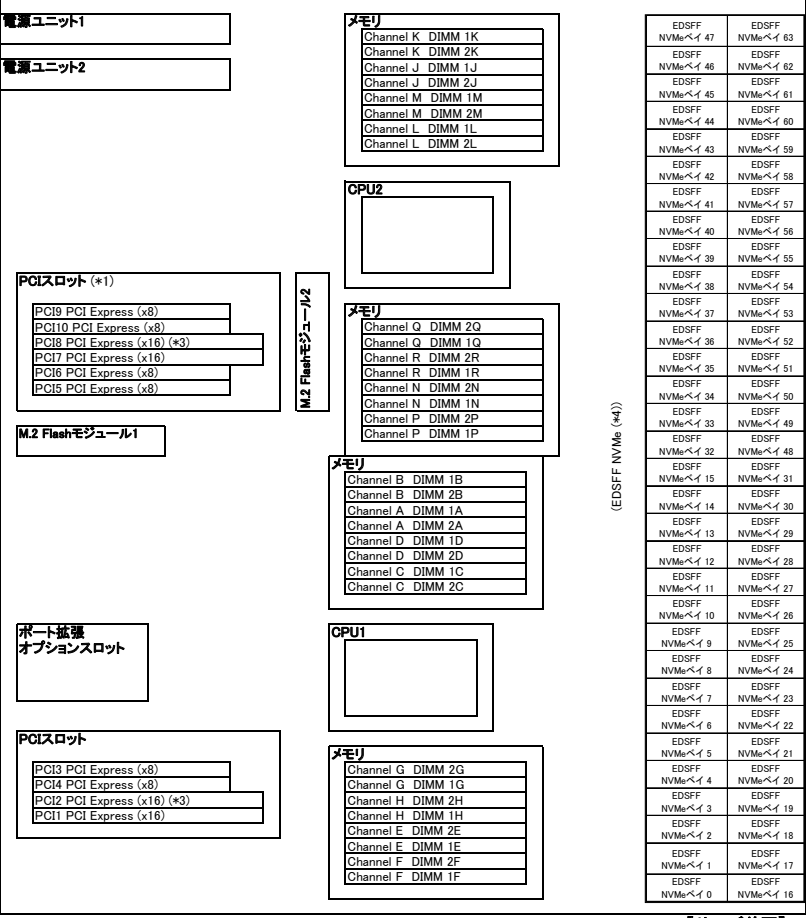 電源ユニット1
電源ユニット2
メモリ
Channel K DIMM 1K
Channel K DIMM 2K
Channel J DIMM 1J
Channel J DIMM 2J
Channel M DIMM 1M
Channel M DIMM 2M
Channel L DIMM 1L
Channel L DIMM 2L
CPU2
PCIスロット (*1)
PCI9 PCI Express (x8)
PCI10 PCI Express (x8)
PCI8 PCI Express (x16) (*3)
PCI7 PCI Express (x16)
PCI6 PCI Express (x8)
PCI5 PCI Express (x8)
M.2 Flashモジュール2
メモリ
Channel Q DIMM 2Q
Channel Q DIMM 1Q
Channel R DIMM 2R
Channel R DIMM 1R
Channel N DIMM 2N
Channel N DIMM 1N
Channel P DIMM 2P
Channel P DIMM 1P
M.2 Flashモジュール1
メモリ
Channel B DIMM 1B
Channel B DIMM 2B
Channel A DIMM 1A
Channel A DIMM 2A
Channel D DIMM 1D
Channel D DIMM 2D
Channel C DIMM 1C
Channel C DIMM 2C
ポート拡張
オプションスロット
CPU1
PCIスロット
PCI3 PCI Express (x8)
PCI4 PCI Express (x8)
PCI2 PCI Express (x16) (*3)
PCI1 PCI Express (x16)
メモリ
Channel G DIMM 2G
Channel G DIMM 1G
Channel H DIMM 2H
Channel H DIMM 1H
Channel E DIMM 2E
Channel E DIMM 1E
Channel F DIMM 2F
Channel F DIMM 1F
(EDSFF NVMe (*4))
EDSFF EDSFF
NVMeベイ 47 NVMeベイ 63
EDSFF EDSFF
NVMeベイ 46 NVMeベイ 62
EDSFF EDSFF
NVMeベイ 45 NVMeベイ 61
EDSFF EDSFF
NVMeベイ 44 NVMeベイ 60
EDSFF EDSFF
NVMeベイ 43 NVMeベイ 59
EDSFF EDSFF
NVMeベイ 42 NVMeベイ 58
EDSFF EDSFF
NVMeベイ 41 NVMeベイ 57
EDSFF EDSFF
NVMeベイ 40 NVMeベイ 56
EDSFF EDSFF
NVMeベイ 39 NVMeベイ 55
EDSFF EDSFF
NVMeベイ 38 NVMeベイ 54
EDSFF EDSFF
NVMeベイ 37 NVMeベイ 53
EDSFF EDSFF
NVMeベイ 36 NVMeベイ 52
EDSFF EDSFF
NVMeベイ 35 NVMeベイ 51
EDSFF EDSFF
NVMeベイ 34 NVMeベイ 50
EDSFF EDSFF
NVMeベイ 33 NVMeベイ 49
EDSFF EDSFF
NVMeベイ 32 NVMeベイ 48
EDSFF EDSFF
NVMeベイ 15 NVMeベイ 31
EDSFF EDSFF
NVMeベイ 14 NVMeベイ 30
EDSFF EDSFF
NVMeベイ 13 NVMeベイ 29
EDSFF EDSFF
NVMeベイ 12 NVMeベイ 28
EDSFF EDSFF
NVMeベイ 11 NVMeベイ 27
EDSFF EDSFF
NVMeベイ 10 NVMeベイ 26
EDSFF EDSFF
NVMeベイ 9 NVMeベイ 25
EDSFF EDSFF
NVMeベイ 8 NVMeベイ 24
EDSFF EDSFF
NVMeベイ 7 NVMeベイ 23
EDSFF EDSFF
NVMeベイ 6 NVMeベイ 22
EDSFF EDSFF
NVMeベイ 5 NVMeベイ 21
EDSFF EDSFF
NVMeベイ 4 NVMeベイ 20
EDSFF EDSFF
NVMeベイ 3 NVMeベイ 19
EDSFF EDSFF
NVMeベイ 2 NVMeベイ 18
EDSFF EDSFF
NVMeベイ 1 NVMeベイ 17
EDSFF EDSFF
NVMeベイ 0 NVMeベイ 16